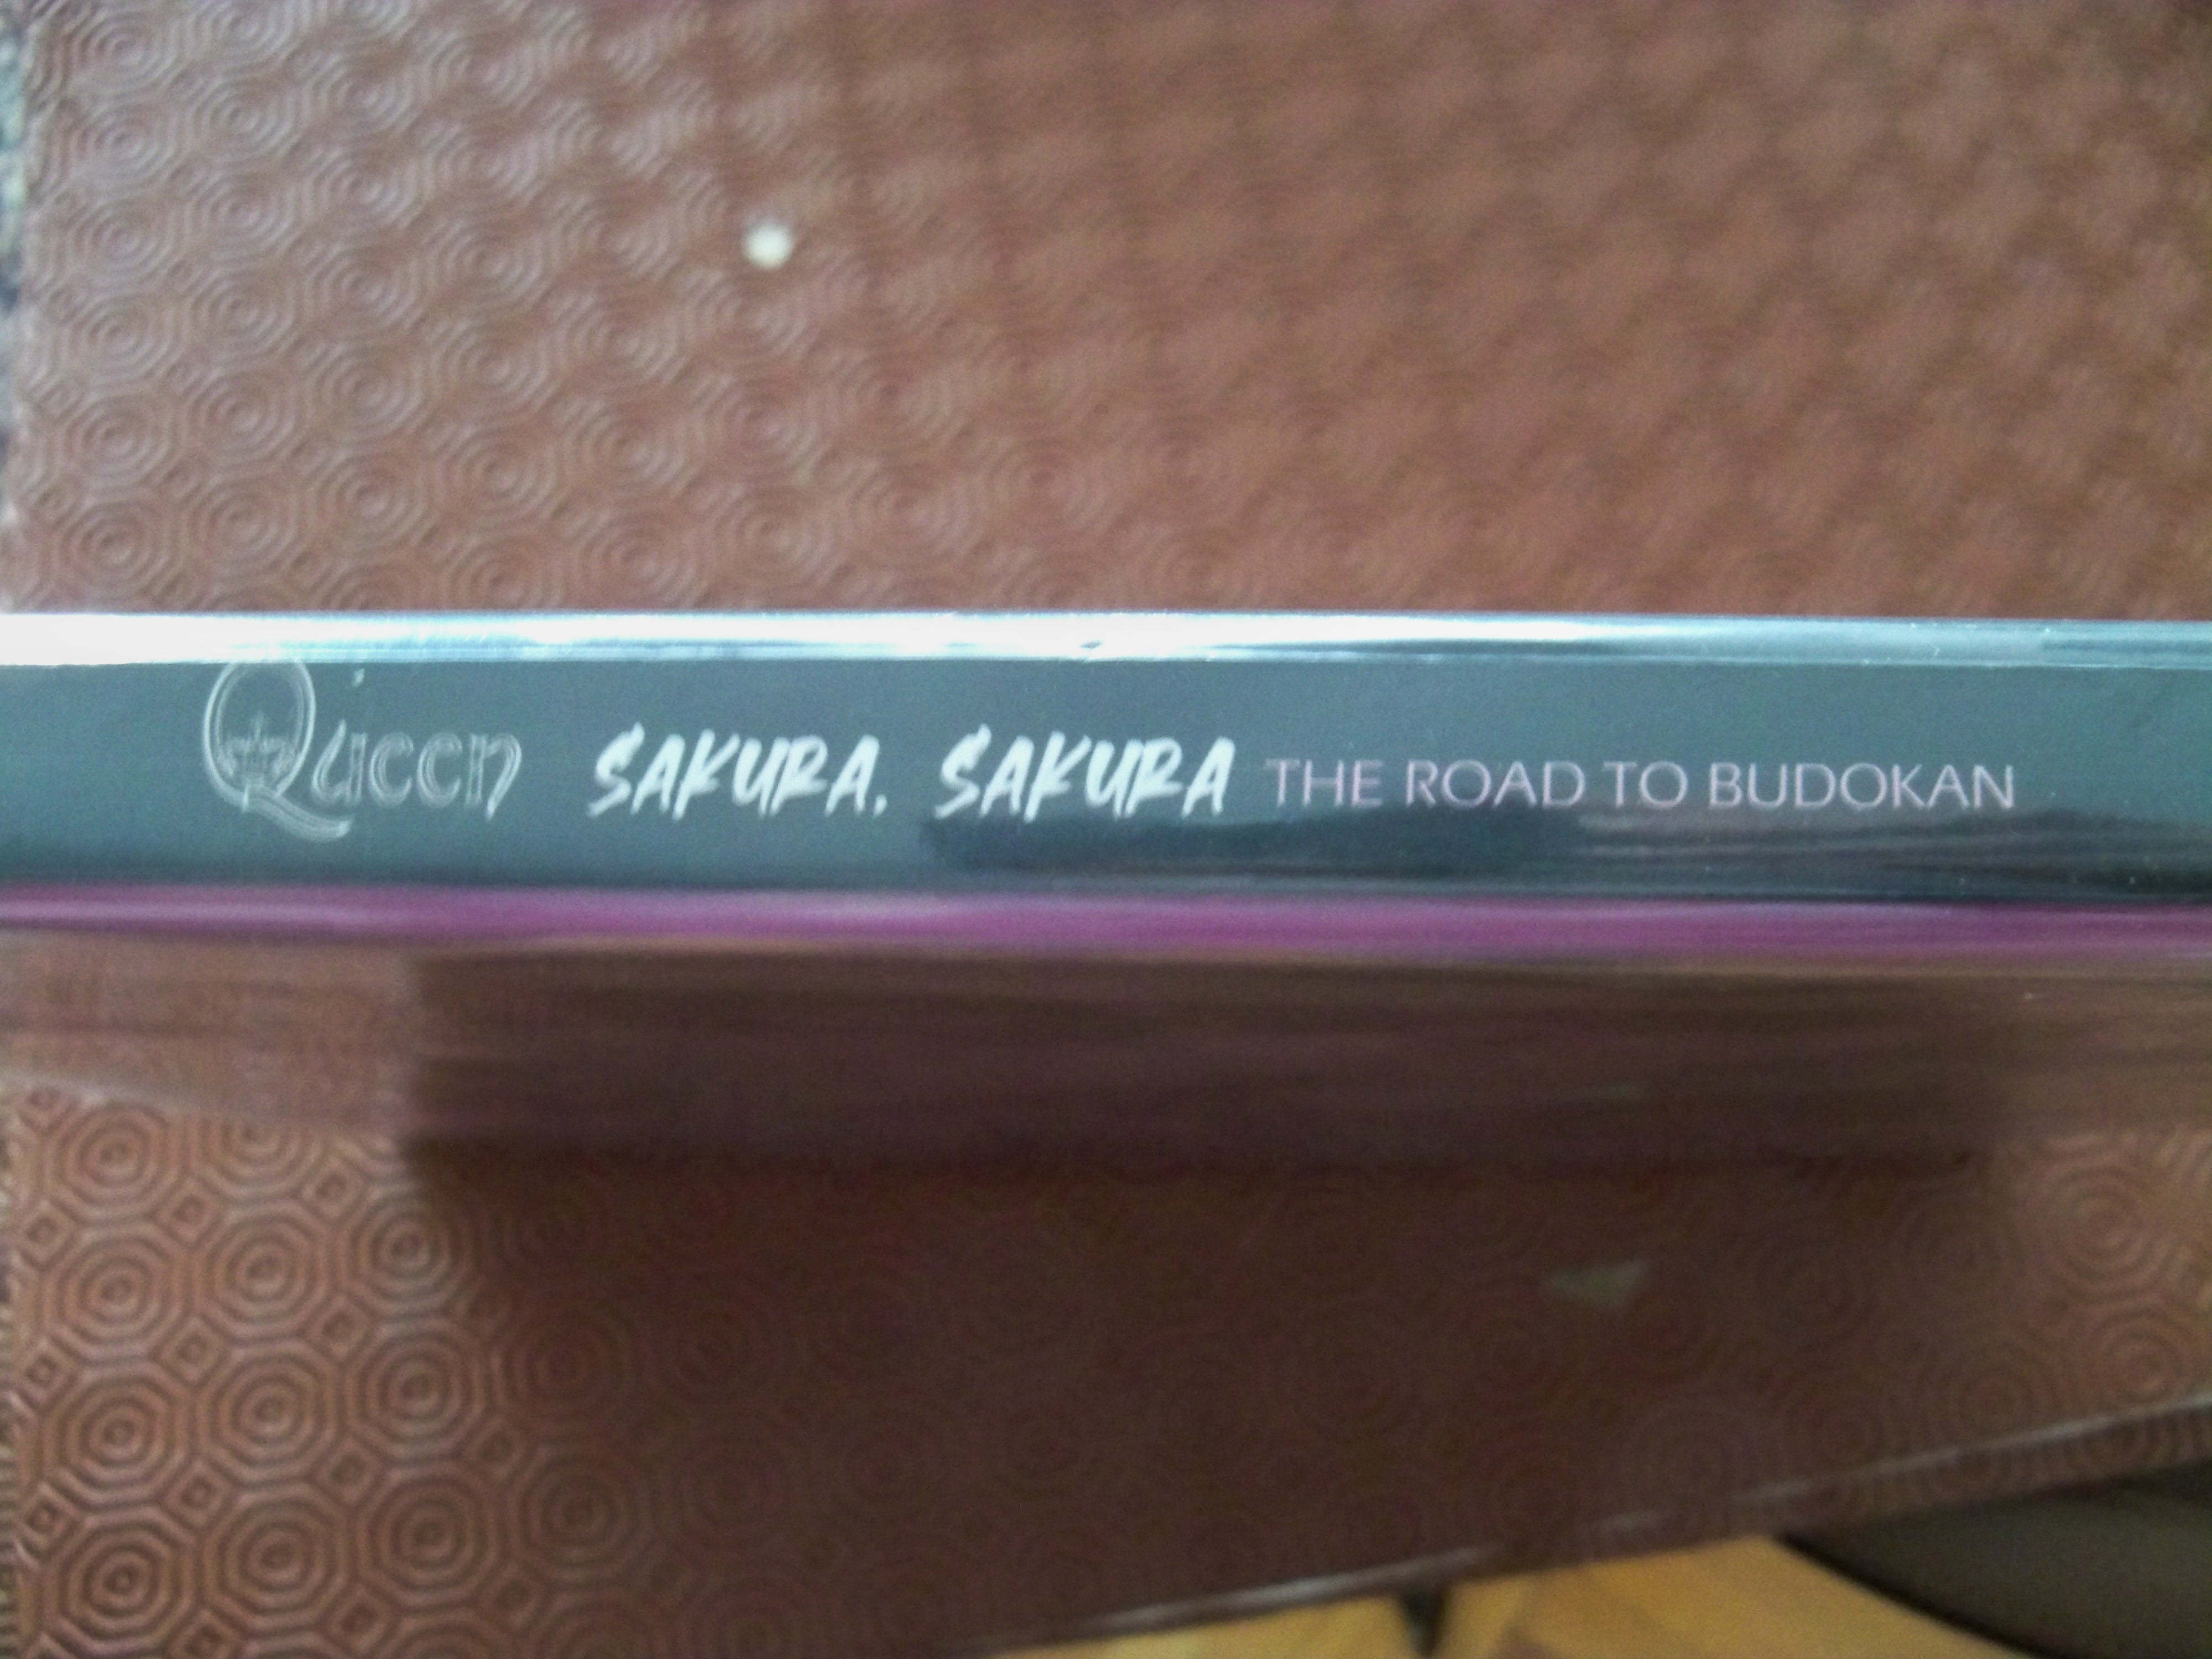 Queen SAKURA, SAKURA THE ROAD TO BUDOKAN